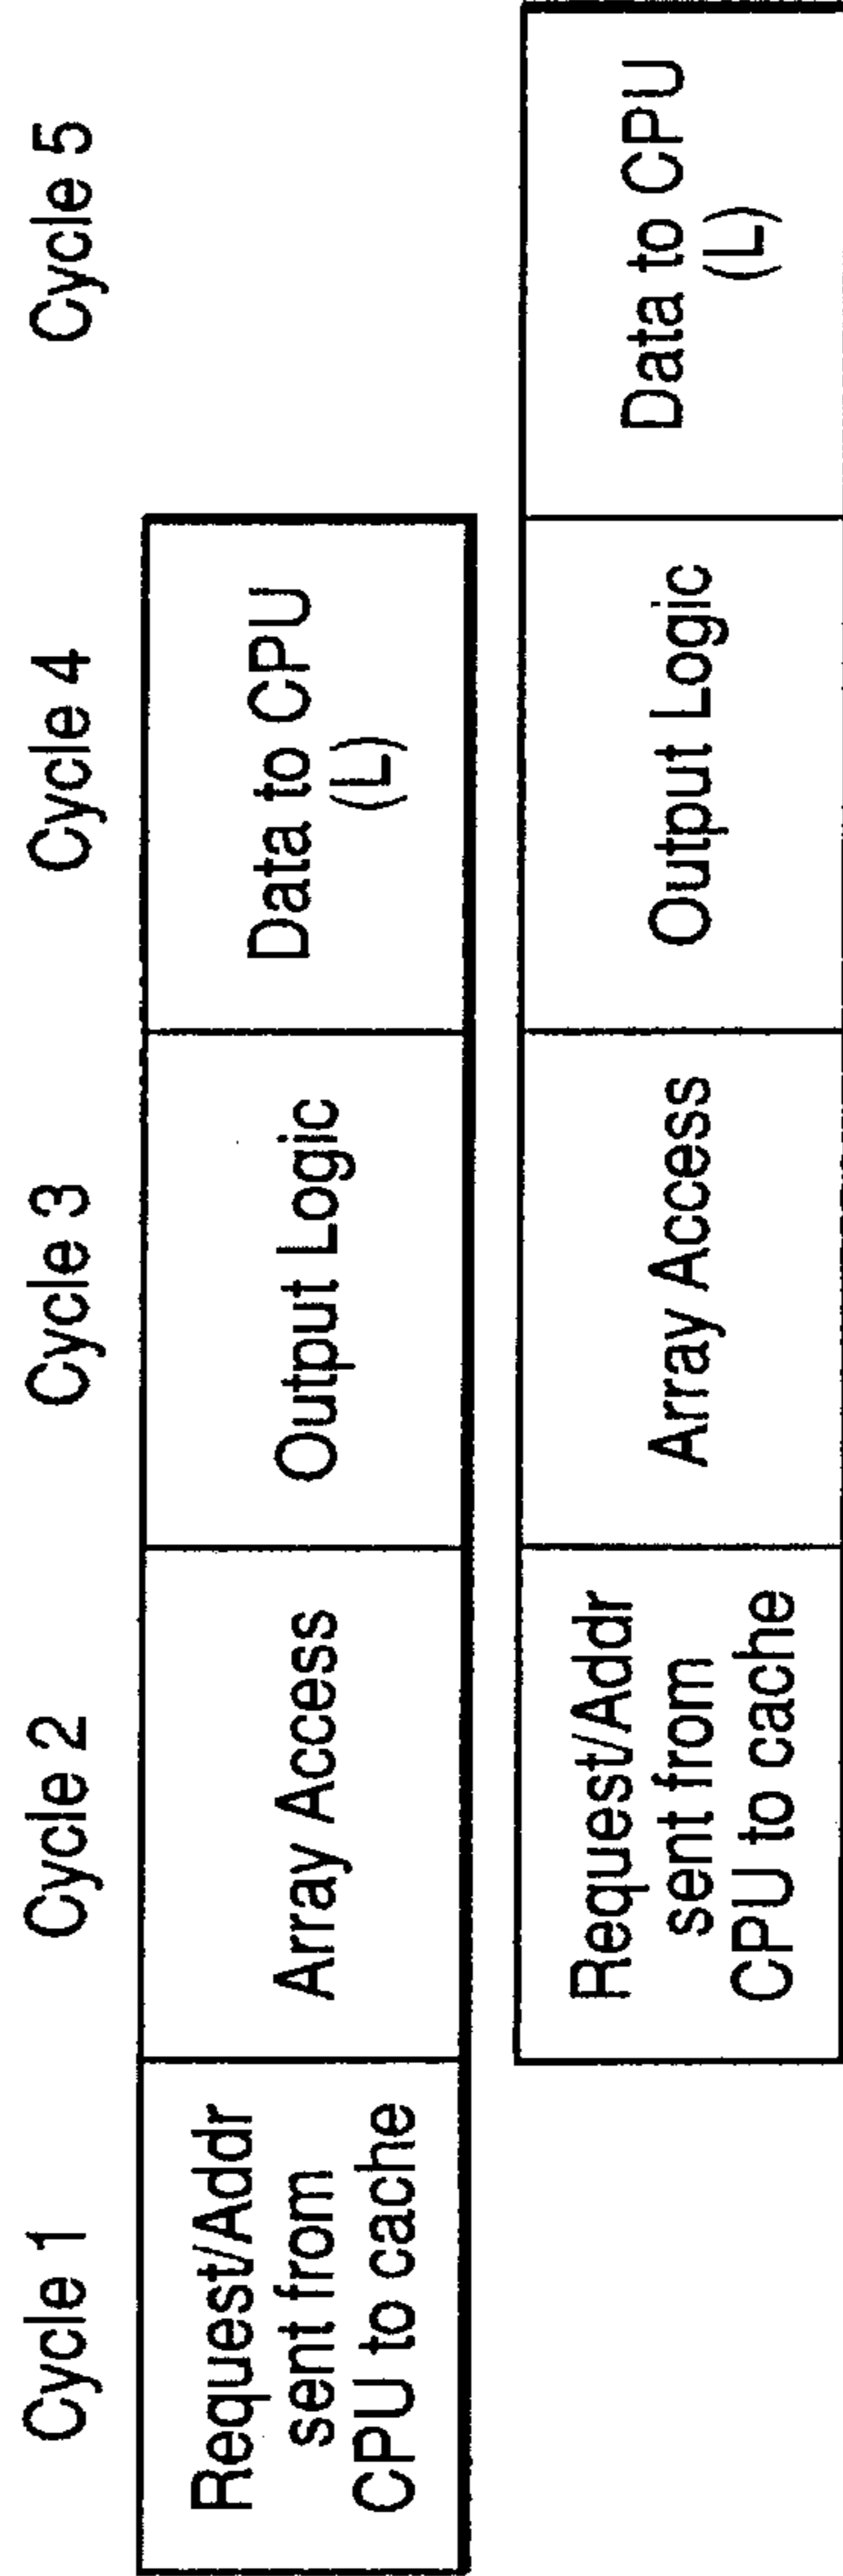 Cycle 1
Cycle 2
Cycle 3
Cycle 4
Cycle 5
Request/Addr
sent from
CPU to cache
Array Access
Output Logic
Data to CPU
(L)
Request/Addr
sent from
CPU to cache
Array Access
Output Logic
Data to CPU
(L)